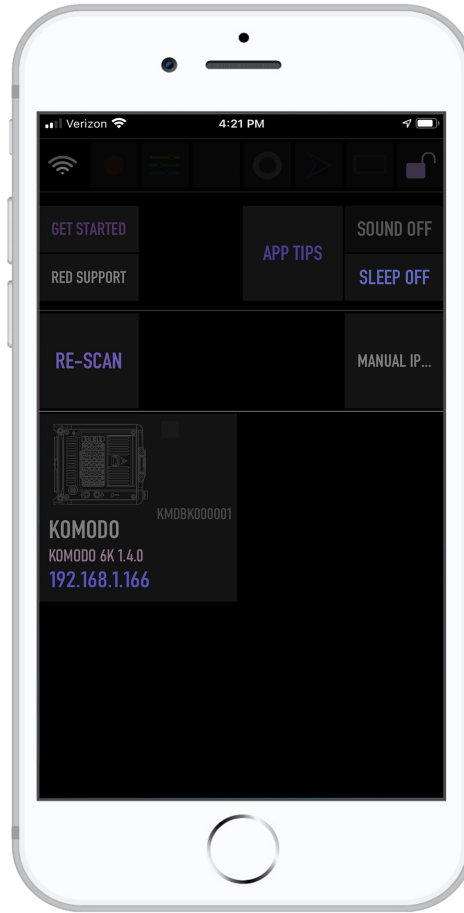 Verizon
4:21 PM
GET STARTED
APP TIPS
SOUND OFF
RED SUPPORT
SLEEP OFF
RE-SCAN
MANUAL IP...
KMDBK000001
KOMODO
KOMODO 6K 1.4.0
192.168.1.166